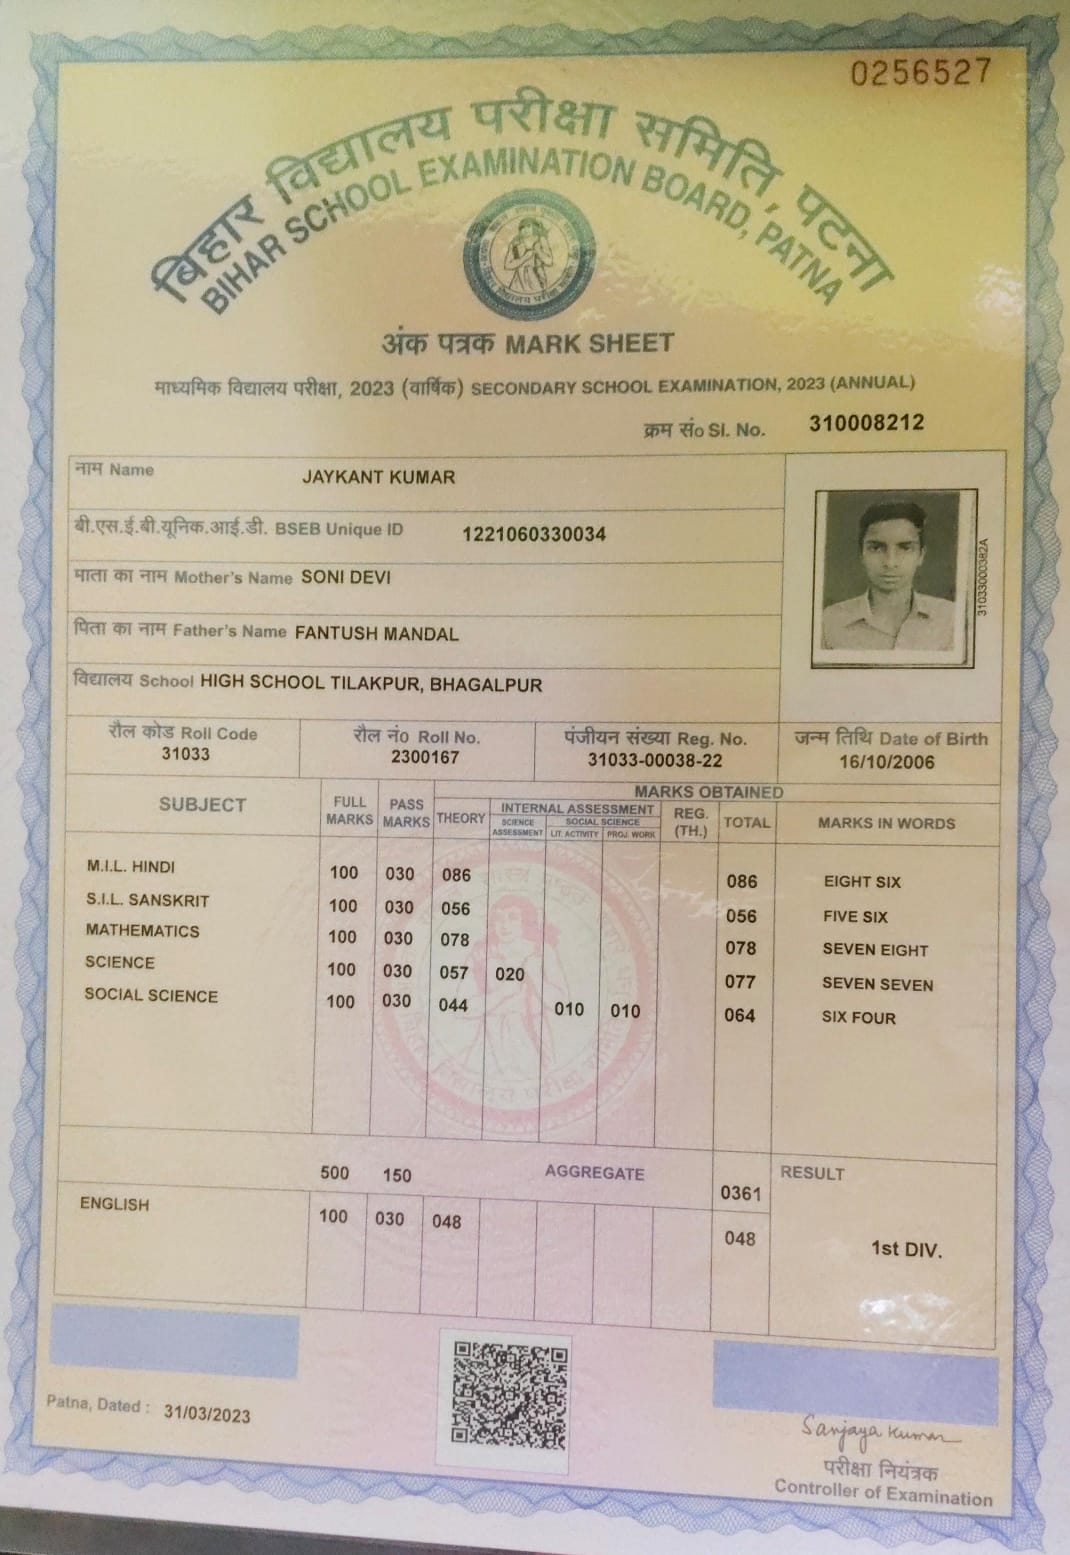 0256527
बिहार विद्यालय परीक्षा समिति, पटना
BIHAR SCHOOL EXAMINATION BOARD, PATNA
अंक पत्रक MARK SHEET
माध्यमिक विद्यालय परीक्षा, 2023 (वार्षिक) SECONDARY SCHOOL EXAMINATION, 2023 (ANNUAL)
क्रम सं० Sl. No. 310008212
नाम Name JAYKANT KUMAR
बी.एस.ई.बी.यूनिक.आई.डी. BSEB Unique ID 1221060330034
माता का नाम Mother's Name SONI DEVI
पिता का नाम Father's Name FANTUSH MANDAL
विद्यालय School HIGH SCHOOL TILAKPUR, BHAGALPUR
31033000382A
रौल कोड Roll Code रौल नं० Roll No. पंजीयन संख्या Reg. No. जन्म तिथि Date of Birth
31033 2300167 31033-00038-22 16/10/2006
SUBJECT FULL MARKS PASS MARKS MARKS OBTAINED
THEORY INTERNAL ASSESSMENT REG. (TH.) TOTAL MARKS IN WORDS
SCIENCE ASSESSMENT SOCIAL SCIENCE
LIT. ACTIVITY PROJ. WORK
M.I.L. HINDI 100 030 086 086 EIGHT SIX
S.I.L. SANSKRIT 100 030 056 056 FIVE SIX
MATHEMATICS 100 030 078 078 SEVEN EIGHT
SCIENCE 100 030 057 020 077 SEVEN SEVEN
SOCIAL SCIENCE 100 030 044 010 010 064 SIX FOUR
500 150 AGGREGATE 0361 RESULT
ENGLISH 100 030 048 048 1st DIV.
Patna, Dated : 31/03/2023
Sanjaya Kumar
परीक्षा नियंत्रक
Controller of Examination